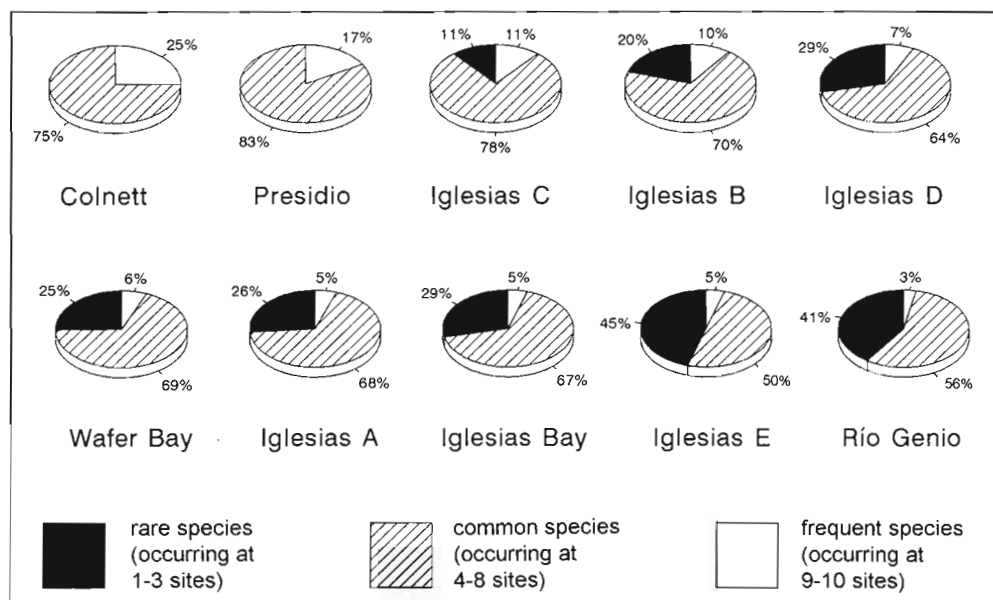 25%
75%
Colnett
17%
83%
Presidio
11% 11%
78%
Iglesias C
20% 10%
70%
Iglesias B
29% 7%
64%
Iglesias D
25% 6%
69%
Wafer Bay
26% 5%
68%
Iglesias A
29% 5%
67%
Iglesias Bay
45% 5%
50%
Iglesias E
41% 3%
56%
Río Genio
rare species
(occurring at
1-3 sites)
common species
(occurring at
4-8 sites)
frequent species
(occurring at
9-10 sites)